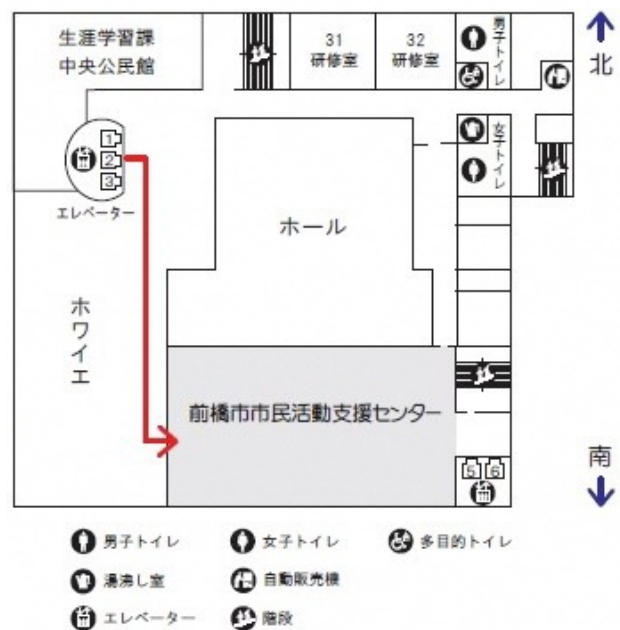 生涯学習課
中央公民館
31
研修室
32
研修室
男子トイレ
北
1
2
3
エレベーター
女子トイレ
ホール
ホワイエ
前橋市市民活動支援センター
5 6
南
男子トイレ
女子トイレ
多目的トイレ
湯沸し室
自動販売機
エレベーター
階段